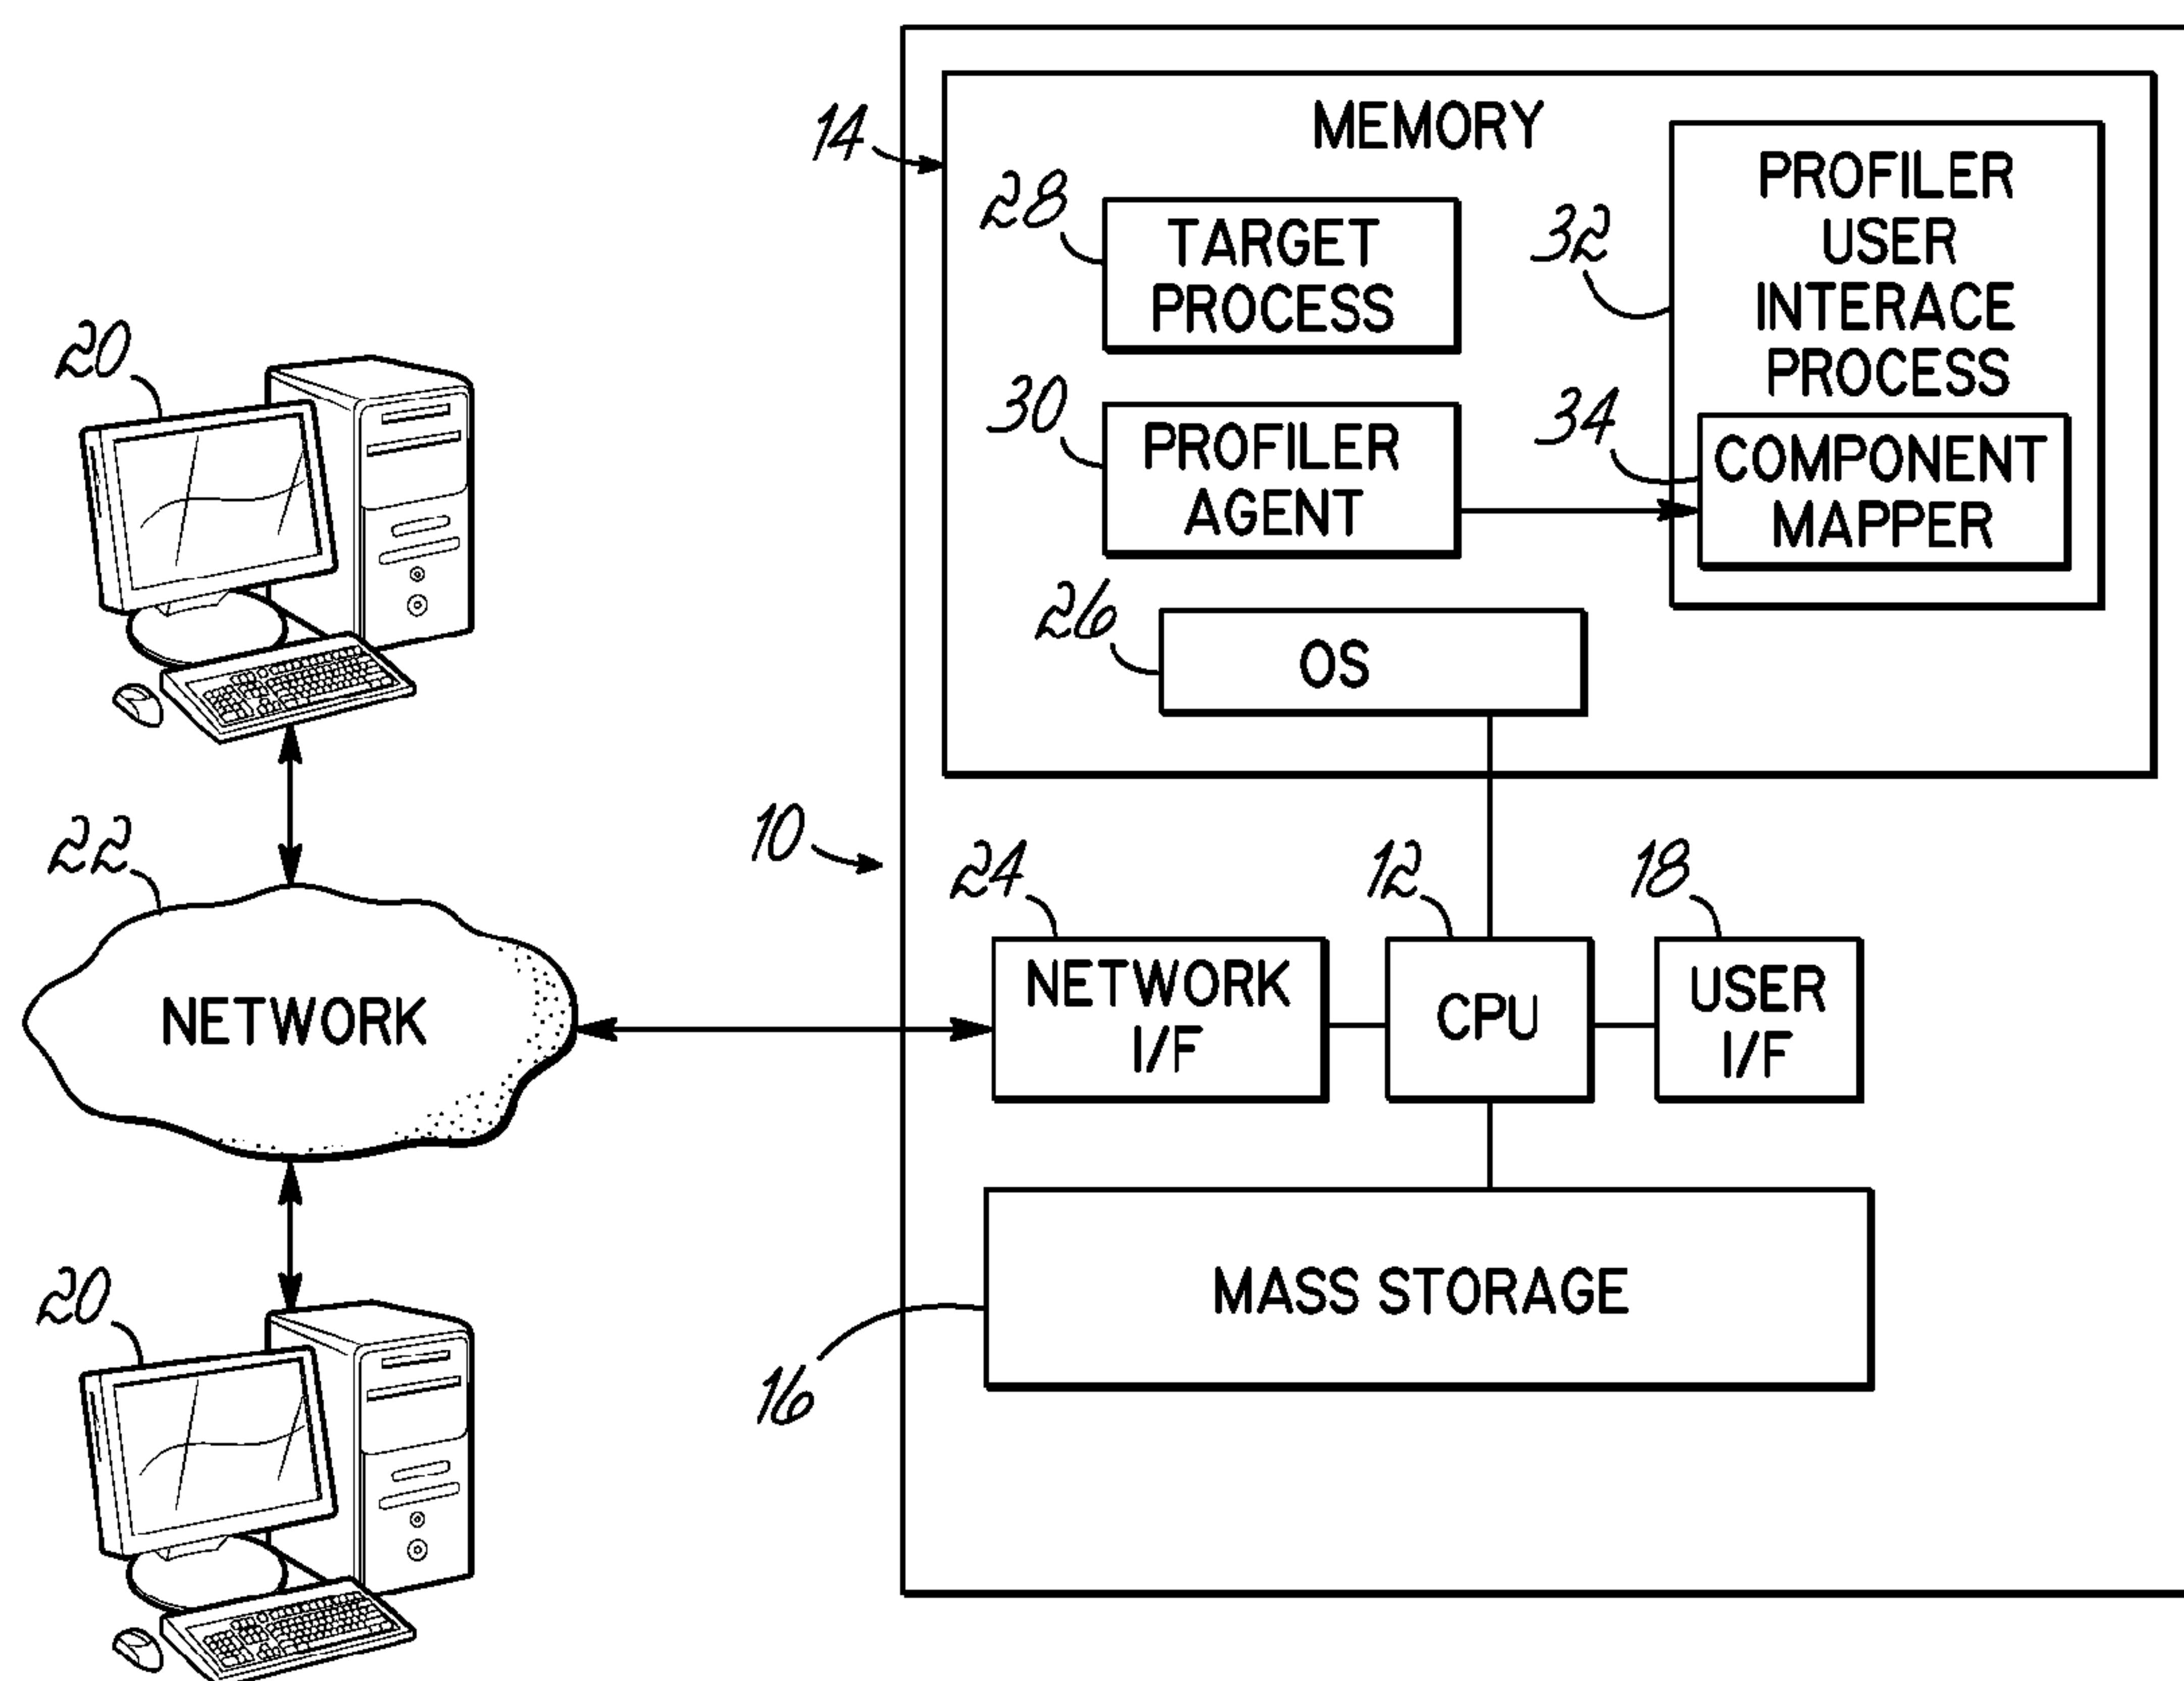 14
MEMORY
28
TARGET
PROCESS
32
PROFILER
USER
INTERACE
PROCESS
30
PROFILER
AGENT
34
COMPONENT
MAPPER
26
OS
20
22
NETWORK
10
24
NETWORK
I/F
12
CPU
18
USER
I/F
16
MASS STORAGE
20